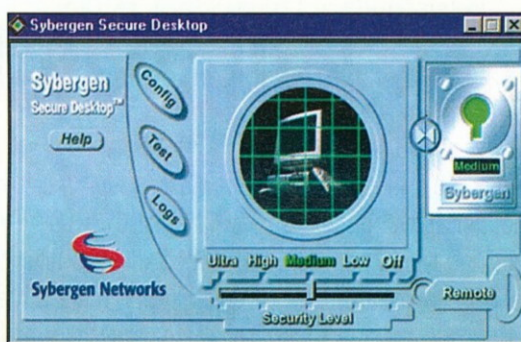 Sybergen Secure Desktop
Sybergen
Secure Desktop™
Help
Config
Test
Logs
Sybergen Networks
Ultra High Medium Low Off
Security Level
Medium
Sybergen
Remote